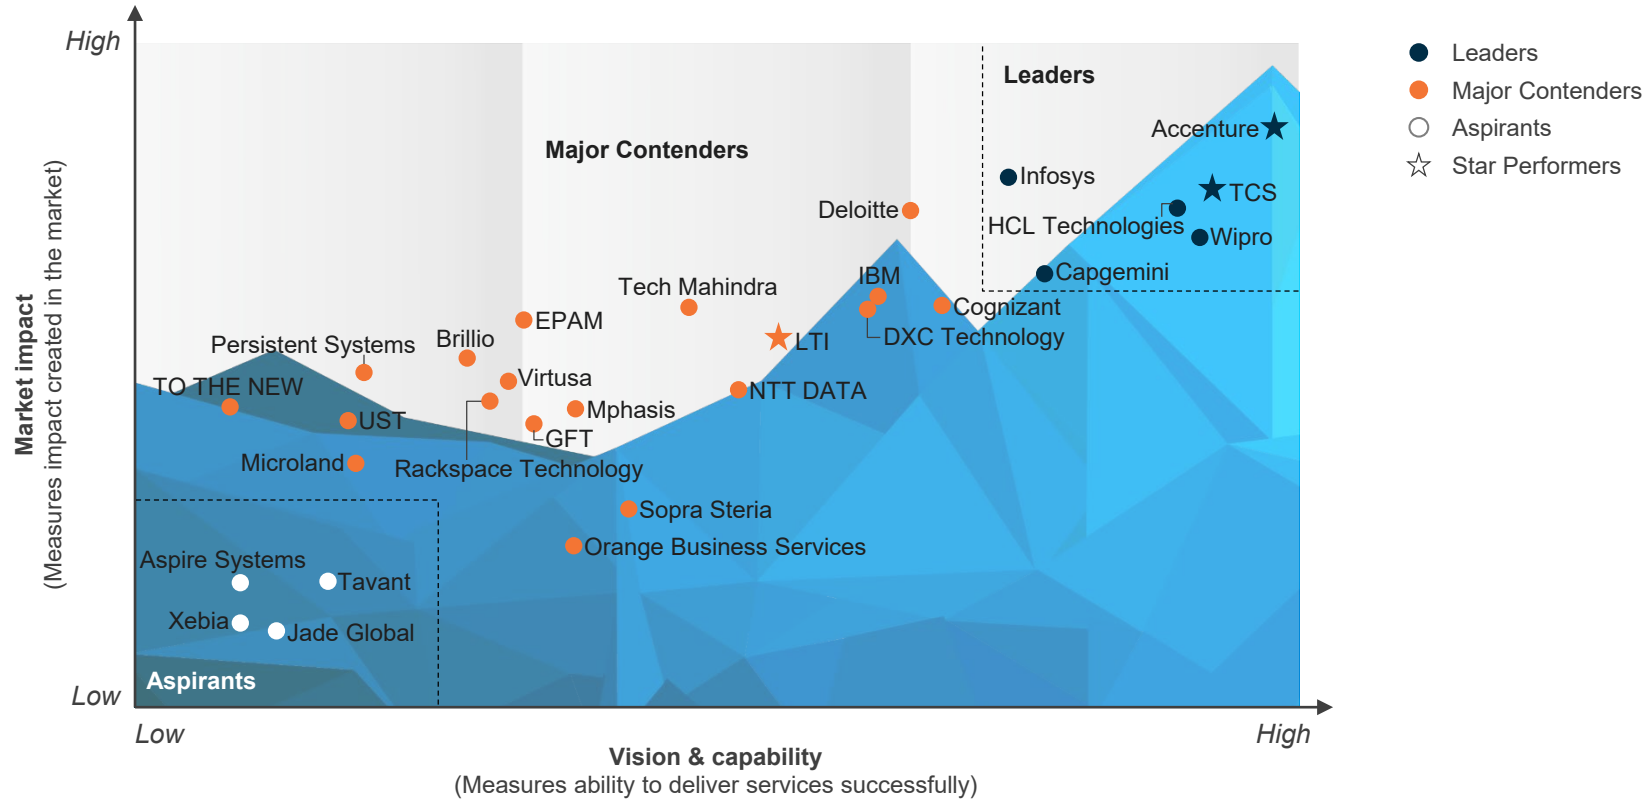 High
Leaders
Leaders
Major Contenders
Aspirants
Star Performers
Accenture
Major Contenders
Infosys
TCS
Deloitte
HCL Technologies
Wipro
IBM
Capgemini
Tech Mahindra
Cognizant
EPAM
DXC Technology
LTI
Persistent Systems
Brillio
TO THE NEW
Virtusa
NTT DATA
UST
Mphasis
GFT
Microland
Rackspace Technology
Sopra Steria
Orange Business Services
Aspire Systems
Tavant
Xebia
Jade Global
Aspirants
Market impact
(Measures impact created in the market)
Low
Low
High
Vision & capability
(Measures ability to deliver services successfully)